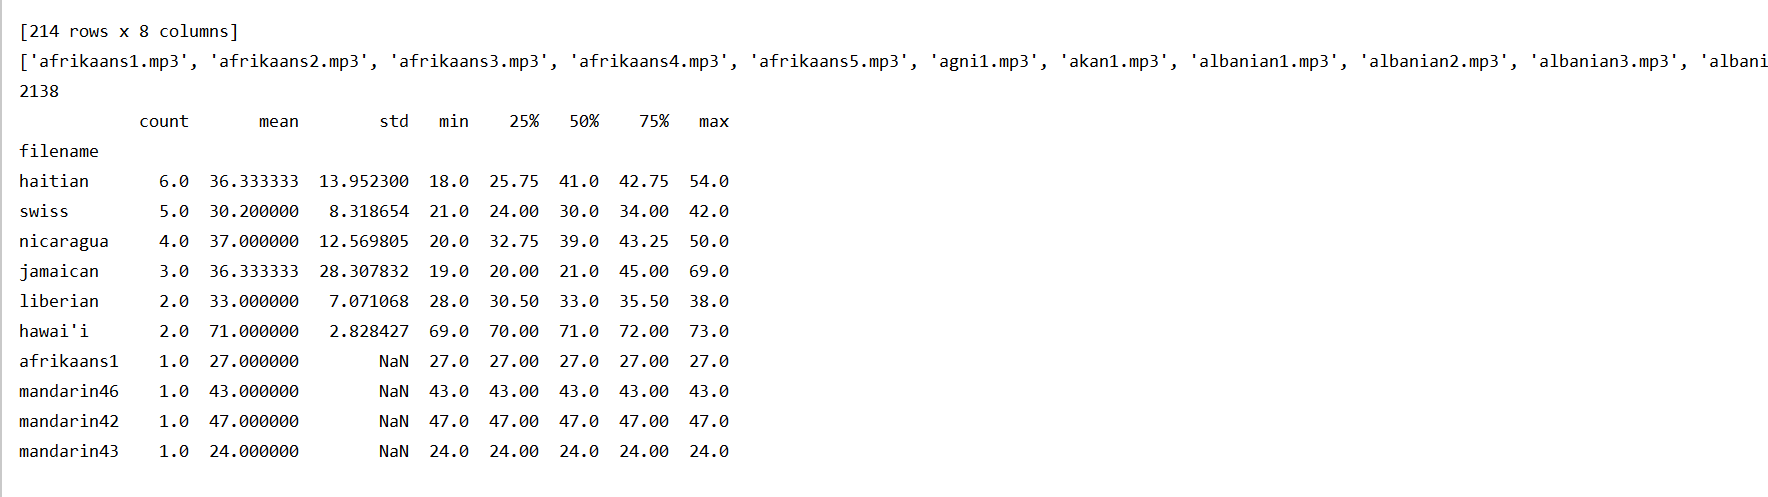 [214 rows x 8 columns]
['afrikaans1.mp3', 'afrikaans2.mp3', 'afrikaans3.mp3', 'afrikaans4.mp3', 'afrikaans5.mp3', 'agni1.mp3', 'akan1.mp3', 'albanian1.mp3', 'albanian2.mp3', 'albanian3.mp3', 'albani
2138
count mean std min 25% 50% 75% max
filename
haitian 6.0 36.333333 13.952300 18.0 25.75 41.0 42.75 54.0
swiss 5.0 30.200000 8.318654 21.0 24.00 30.0 34.00 42.0
nicaragua 4.0 37.000000 12.569805 20.0 32.75 39.0 43.25 50.0
jamaican 3.0 36.333333 28.307832 19.0 20.00 21.0 45.00 69.0
liberian 2.0 33.000000 7.071068 28.0 30.50 33.0 35.50 38.0
hawai'i 2.0 71.000000 2.828427 69.0 70.00 71.0 72.00 73.0
afrikaans1 1.0 27.000000 NaN 27.0 27.00 27.0 27.00 27.0
mandarin46 1.0 43.000000 NaN 43.0 43.00 43.0 43.00 43.0
mandarin42 1.0 47.000000 NaN 47.0 47.00 47.0 47.00 47.0
mandarin43 1.0 24.000000 NaN 24.0 24.00 24.0 24.00 24.0